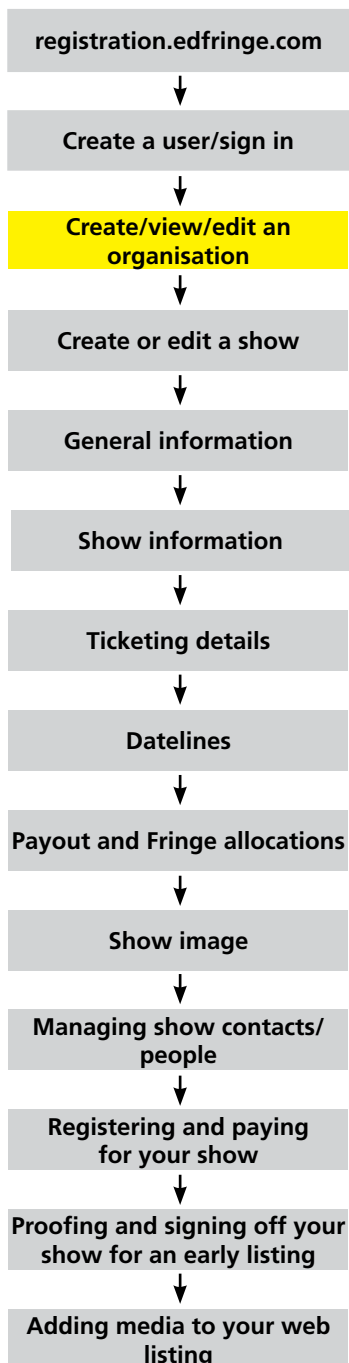 registration.edfringe.com
Create a user/sign in
Create/view/edit an
organisation
Create or edit a show
General information
Show information
Ticketing details
Datelines
Payout and Fringe allocations
Show image
Managing show contacts/
people
Registering and paying
for your show
Proofing and signing off your
show for an early listing
Adding media to your web
listing